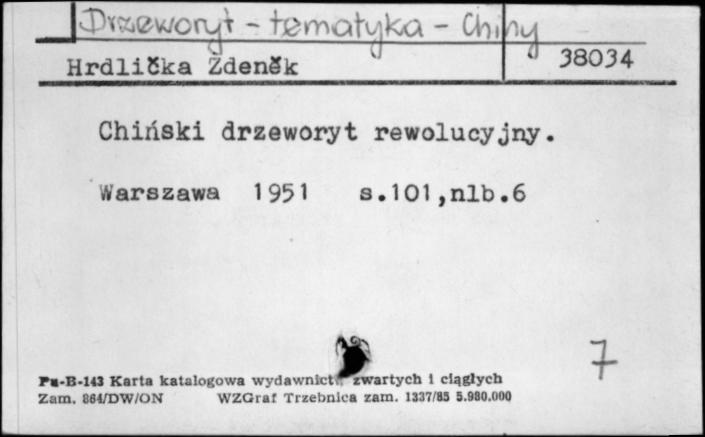 Drzeworyt - tematyka - Chiny
Hrdlička Zdeněk 38034
Chiński drzeworyt rewolucyjny.
Warszawa 1951 s.101,nlb.6
7
Pu-B-143 Karta katalogowa wydawnictw zwartych i ciągłych
Zam. 864/DW/ON WZGraf Trzebnica zam. 1337/85 5.980.000